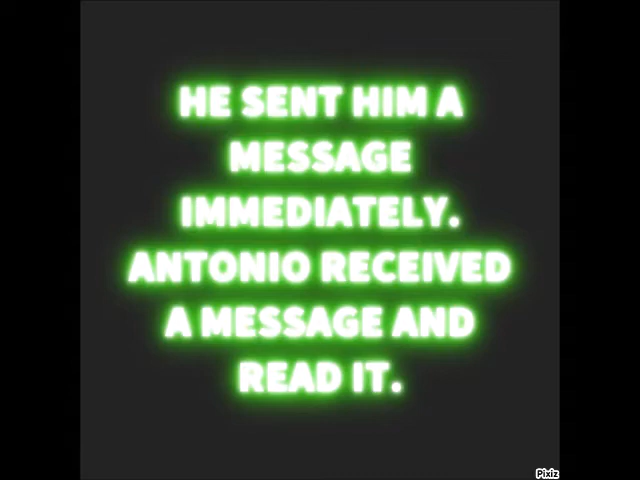 HE SENT HIM A
MESSAGE
IMMEDIATELY.
ANTONIO RECEIVED
A MESSAGE AND
READ IT.
Pixiz